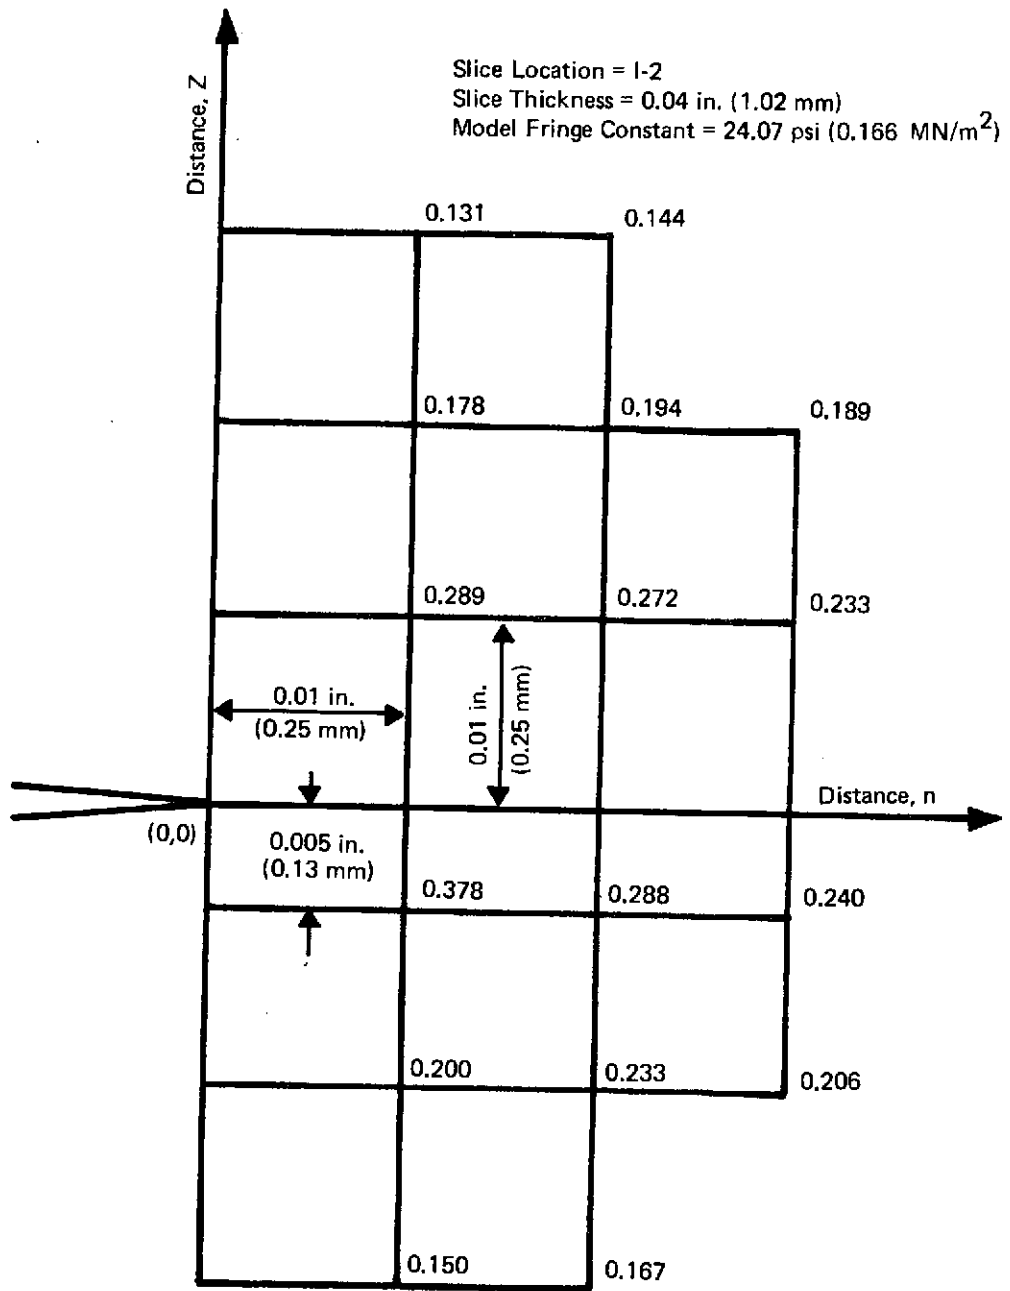 Distance, Z
Slice Location = I-2
Slice Thickness = 0.04 in. (1.02 mm)
Model Fringe Constant = 24.07 psi (0.166 MN/m²)
0.131
0.144
0.178
0.194
0.189
0.289
0.272
0.233
0.01 in.
(0.25 mm)
0.01 in.
(0.25 mm)
Distance, n
(0,0)
0.005 in.
(0.13 mm)
0.378
0.288
0.240
0.200
0.233
0.206
0.150
0.167